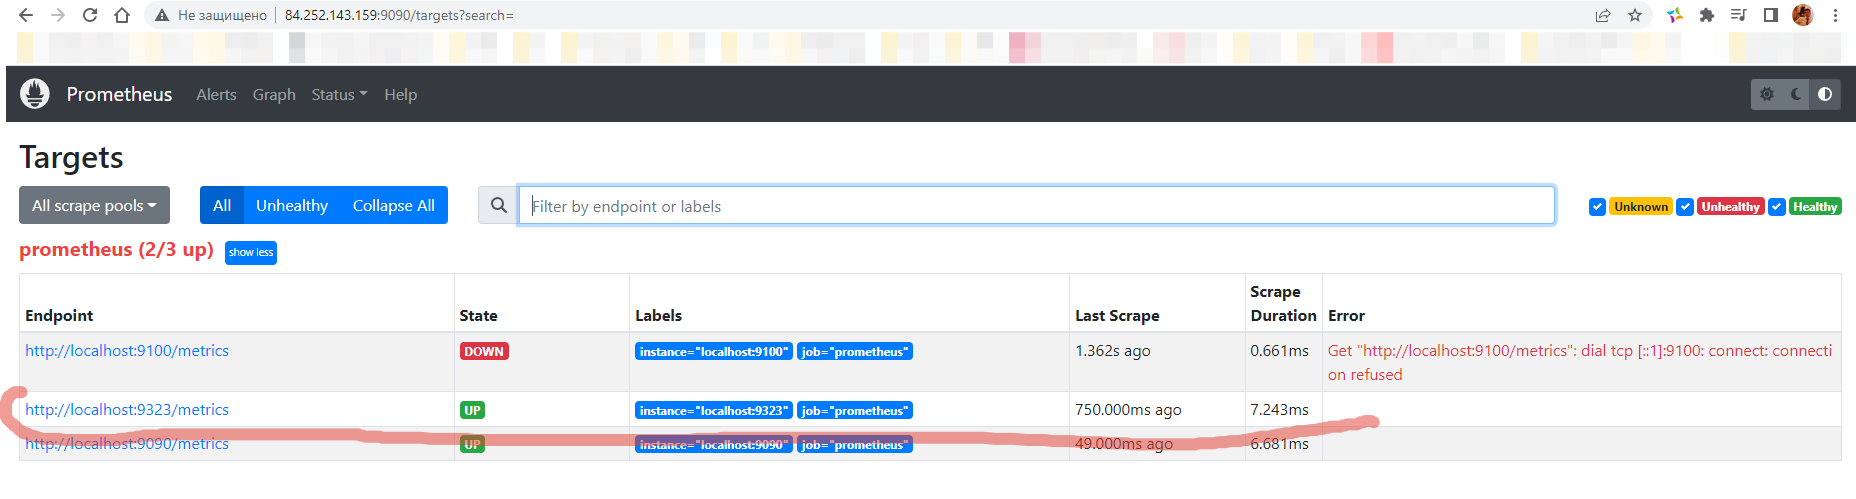 Не защищено 84.252.143.159:9090/targets?search=
Prometheus Alerts Graph Status Help
Targets
All scrape pools All Unhealthy Collapse All Filter by endpoint or labels Unknown Unhealthy Healthy
prometheus (2/3 up) show less
Endpoint State Labels Last Scrape Scrape Duration Error
http://localhost:9100/metrics DOWN instance="localhost:9100" job="prometheus" 1.362s ago 0.661ms Get "http://localhost:9100/metrics": dial tcp [::1]:9100: connect: connecti
on refused
http://localhost:9323/metrics UP instance="localhost:9323" job="prometheus" 750.000ms ago 7.243ms
http://localhost:9090/metrics UP instance="localhost:9090" job="prometheus" 49.000ms ago 6.681ms